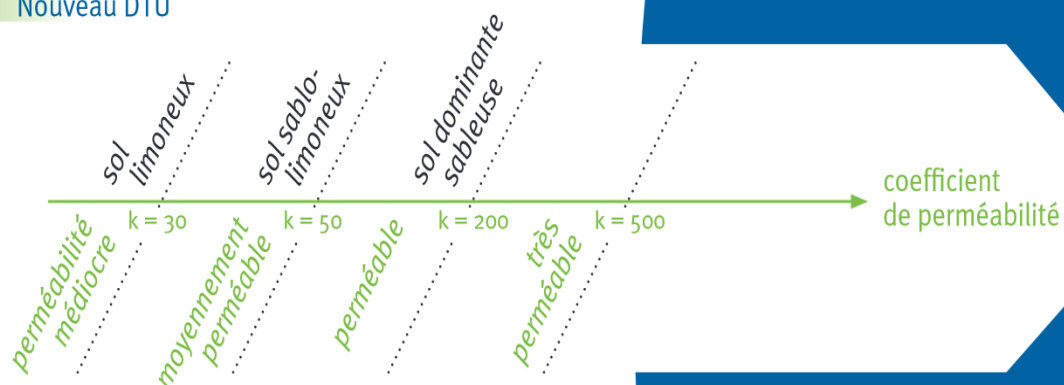 Nouveau DTU
sol
limoneux
sol sablo-
limoneux
sol dominante
sableuse
k = 30
k = 50
k = 200
k = 500
coefficient
de perméabilité
perméabilité
médiocre
moyennement
perméable
perméable
très
perméable